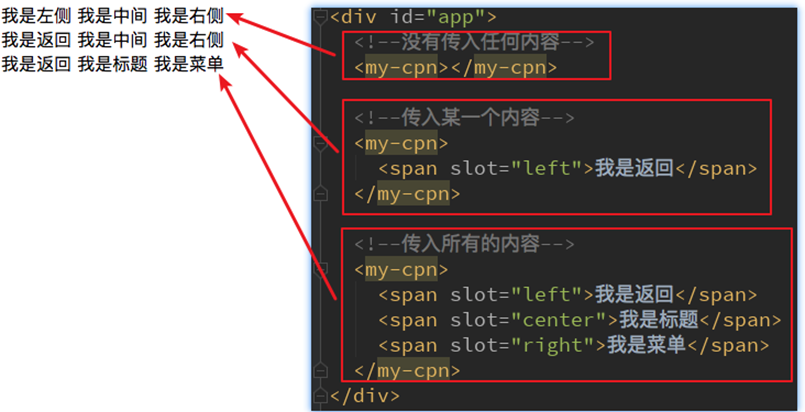 我是左侧 我是中间 我是右侧
我是返回 我是中间 我是右侧
我是返回 我是标题 我是菜单
<div id="app">
<!--没有传入任何内容-->
<my-cpn></my-cpn>
<!--传入某一个内容-->
<my-cpn>
<span slot="left">我是返回</span>
</my-cpn>
<!--传入所有的内容-->
<my-cpn>
<span slot="left">我是返回</span>
<span slot="center">我是标题</span>
<span slot="right">我是菜单</span>
</my-cpn>
</div>